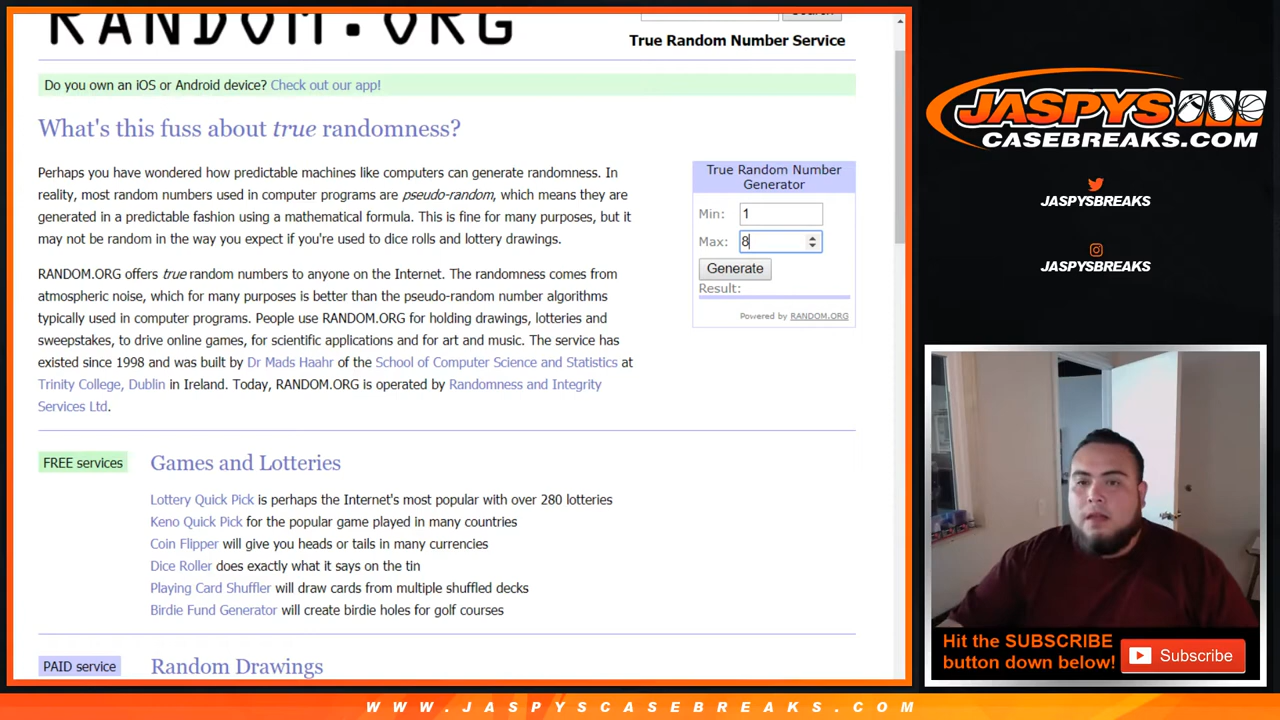 RANDOM.ORG
Search
True Random Number Service
Do you own an iOS or Android device? Check out our app!
What's this fuss about true randomness?
Perhaps you have wondered how predictable machines like computers can generate randomness. In
reality, most random numbers used in computer programs are pseudo-random, which means they are
generated in a predictable fashion using a mathematical formula. This is fine for many purposes, but it
may not be random in the way you expect if you're used to dice rolls and lottery drawings.
RANDOM.ORG offers true random numbers to anyone on the Internet. The randomness comes from
atmospheric noise, which for many purposes is better than the pseudo-random number algorithms
typically used in computer programs. People use RANDOM.ORG for holding drawings, lotteries and
sweepstakes, to drive online games, for scientific applications and for art and music. The service has
existed since 1998 and was built by Dr Mads Haahr of the School of Computer Science and Statistics at
Trinity College, Dublin in Ireland. Today, RANDOM.ORG is operated by Randomness and Integrity
Services Ltd.
True Random Number
Generator
Min: 1
Max: 8
Generate
Result:
Powered by RANDOM.ORG
FREE services
Games and Lotteries
Lottery Quick Pick is perhaps the Internet's most popular with over 280 lotteries
Keno Quick Pick for the popular game played in many countries
Coin Flipper will give you heads or tails in many currencies
Dice Roller does exactly what it says on the tin
Playing Card Shuffler will draw cards from multiple shuffled decks
Birdie Fund Generator will create birdie holes for golf courses
PAID service
Random Drawings
JASPYS
CASEBREAKS.COM
JASPYSBREAKS
JASPYSBREAKS
Hit the SUBSCRIBE
button down below!
Subscribe
WWW.JASPYSCASEBREAKS.COM